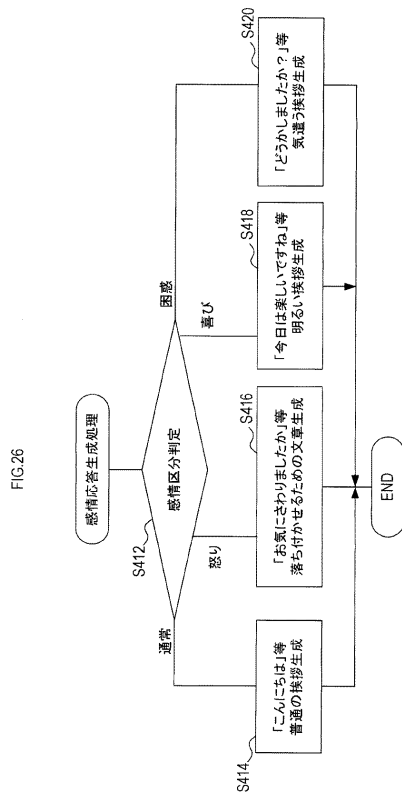 FIG.26
感情応答生成処理
S412
感情区分判定
通常
怒り
喜び
困惑
S414
「こんにちは」等
普通の挨拶生成
S416
「お気にさわりましたか」等
落ち付かせるための文章生成
S418
「今日は楽しいですね」等
明るい挨拶生成
S420
「どうかしましたか?」等
気遣う挨拶生成
END